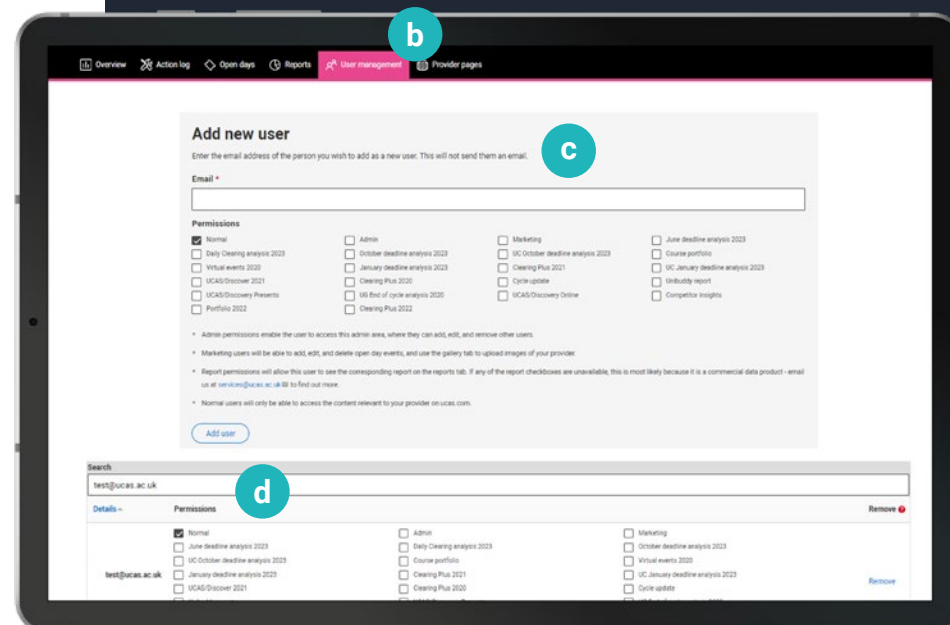 b
Overview Action log Open days Reports User management Provider pages
Add new user
c
Enter the email address of the person you wish to add as a new user. This will not send them an email.
Email *
Permissions
Normal Admin Marketing June deadline analysis 2023
Daily Clearing analysis 2023 October deadline analysis 2023 UC October deadline analysis 2023 Course portfolio
Virtual events 2020 January deadline analysis 2023 Clearing Plus 2021 UC January deadline analysis 2023
UCAS/Discover 2021 Clearing Plus 2020 Cycle update Unibuddy report
UCAS/Discovery Presents UG End of cycle analysis 2020 UCAS/Discovery Online Competitor Insights
Portfolio 2022 Clearing Plus 2022
Admin permissions enable the user to access this admin area, where they can add, edit, and remove other users.
Marketing users will be able to add, edit, and delete open day events, and use the gallery tab to upload images of your provider.
Report permissions will allow this user to see the corresponding report on the reports tab. If any of the report checkboxes are unavailable, this is most likely because it is a commercial data product - email
us at services@ucas.ac.uk to find out more.
Normal users will only be able to access the content relevant to your provider on ucas.com.
Add user
Search
test@ucas.ac.uk
d
Details Permissions Remove
Normal Admin Marketing
June deadline analysis 2023 Daily Clearing analysis 2023 October deadline analysis 2023
UC October deadline analysis 2023 Course portfolio Virtual events 2020
test@ucas.ac.uk January deadline analysis 2023 Clearing Plus 2021 UC January deadline analysis 2023 Remove
UCAS/Discover 2021 Clearing Plus 2020 Cycle update